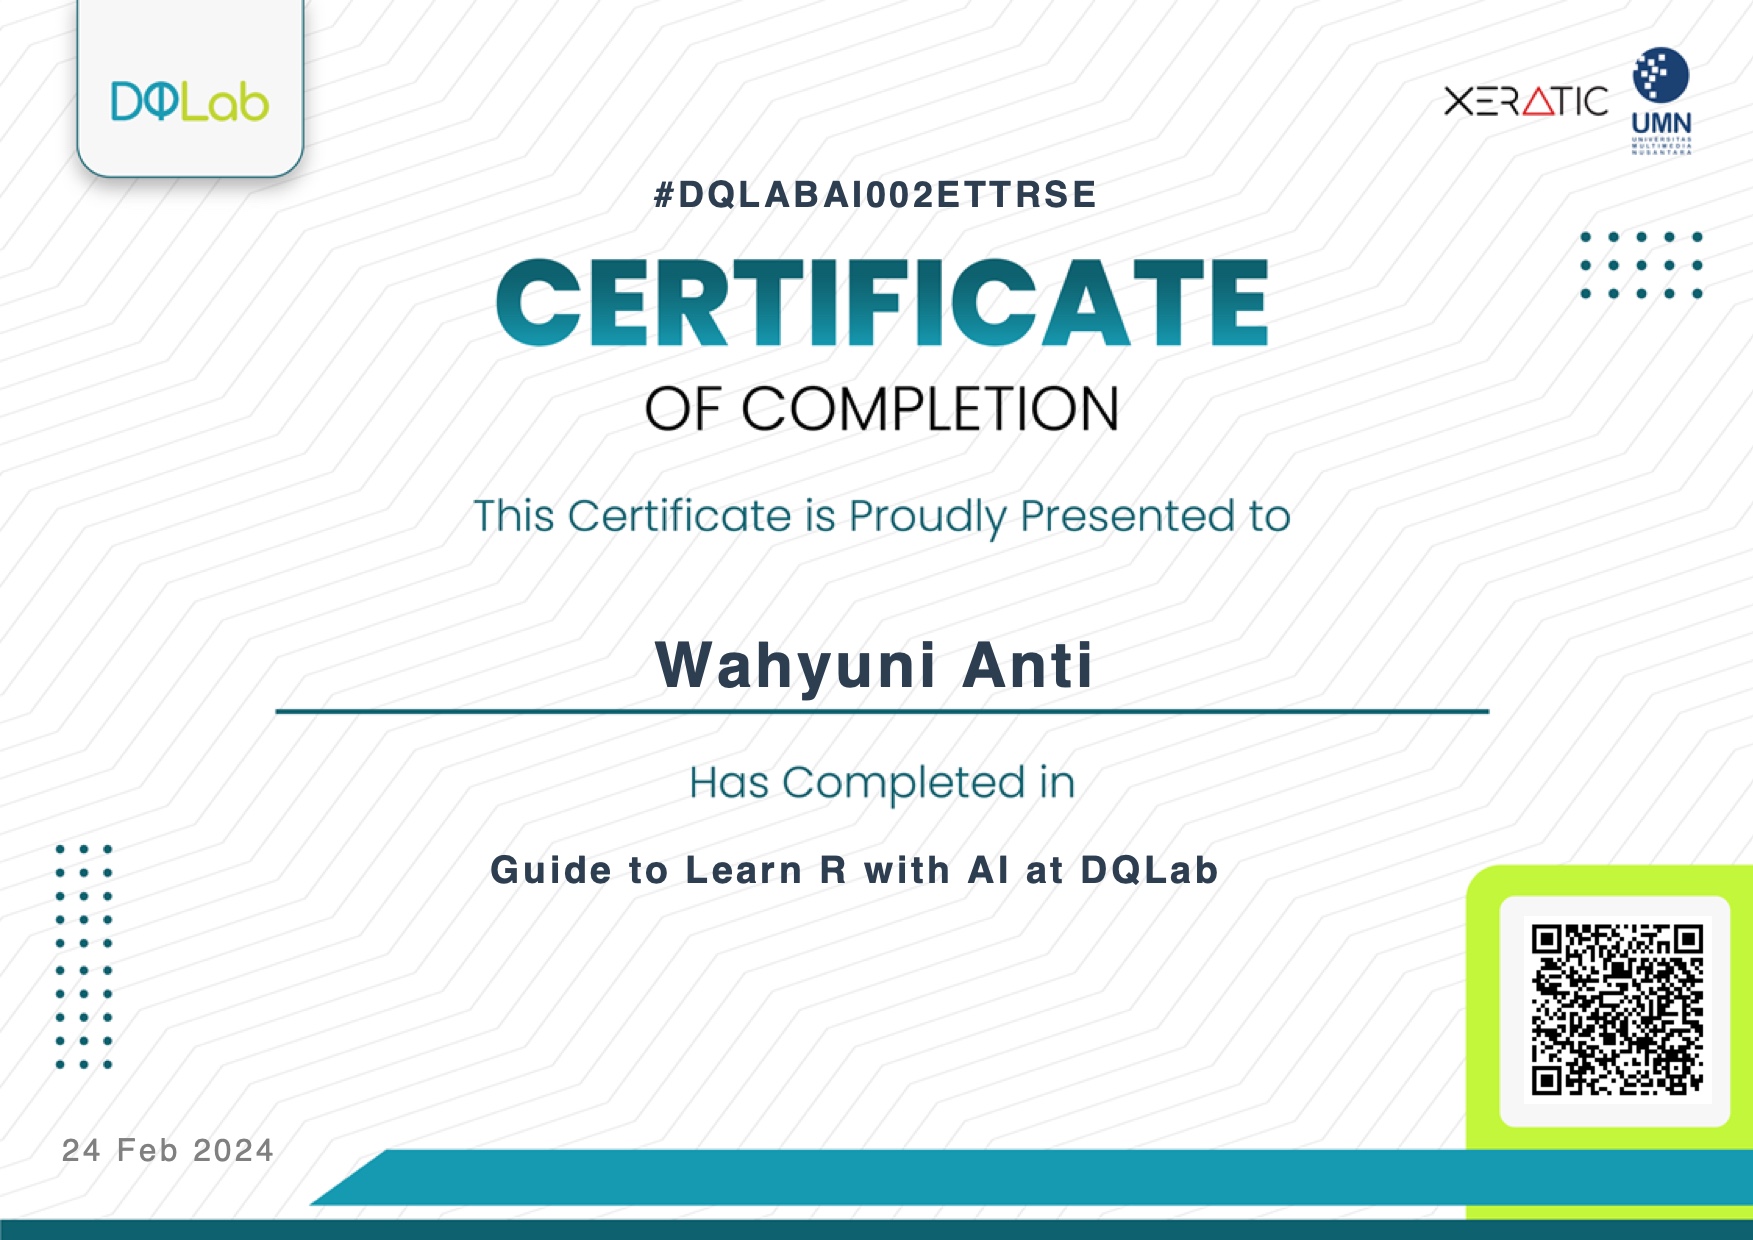 DQLab
XERATIC
UMN
UNIVERSITAS
MULTIMEDIA
NUSANTARA
#DQLABAI002ETTRSE
CERTIFICATE
OF COMPLETION
This Certificate is Proudly Presented to
Wahyuni Anti
Has Completed in
Guide to Learn R with AI at DQLab
24 Feb 2024